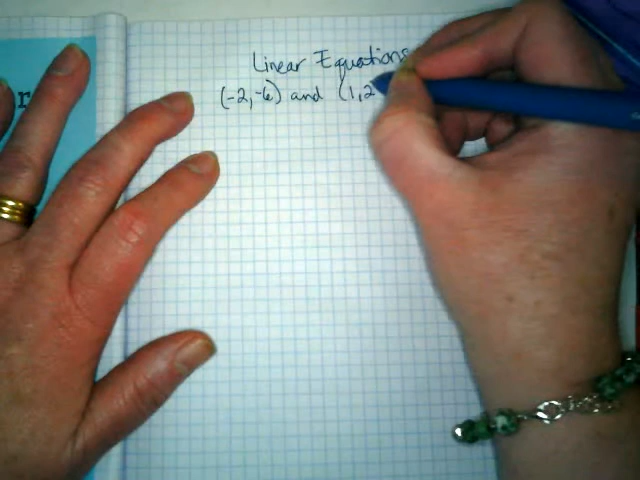 Linear Equations
(-2,-6) and (1,2
r